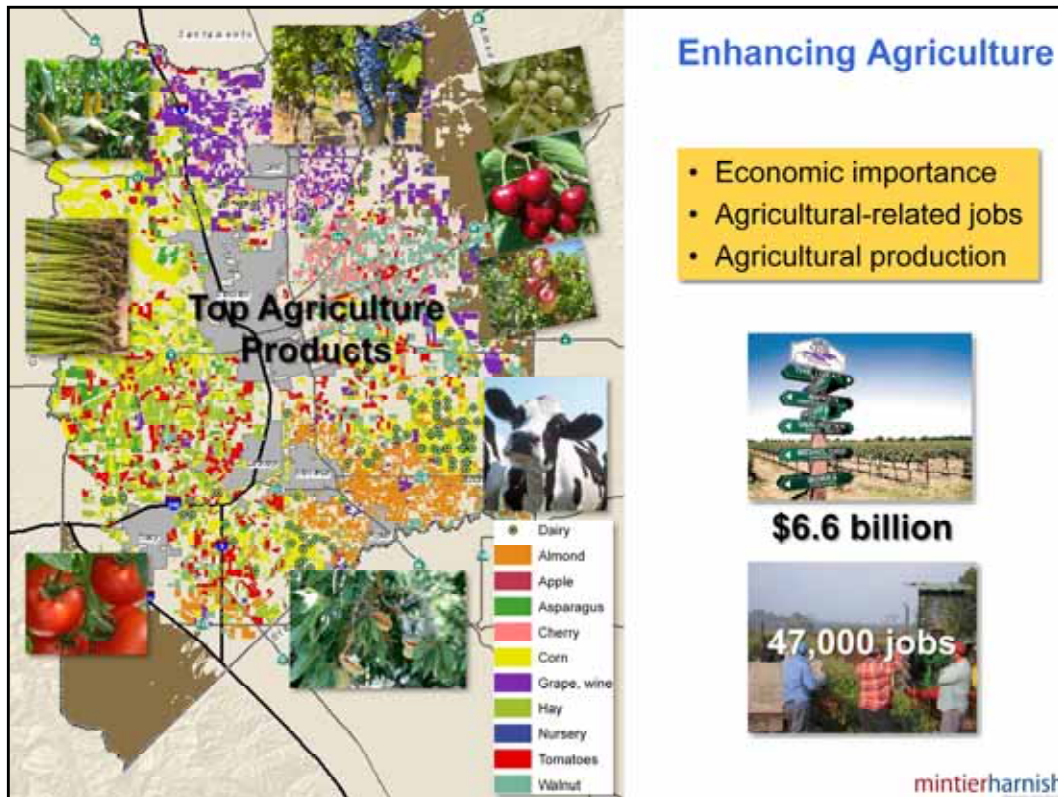 Sacramento
Enhancing Agriculture
• Economic importance
• Agricultural-related jobs
• Agricultural production
Top Agriculture
Products
$6.6 billion
47,000 jobs
Dairy
Almond
Apple
Asparagus
Cherry
Corn
Grape, wine
Hay
Nursery
Tomatoes
Walnut
mintierharnish